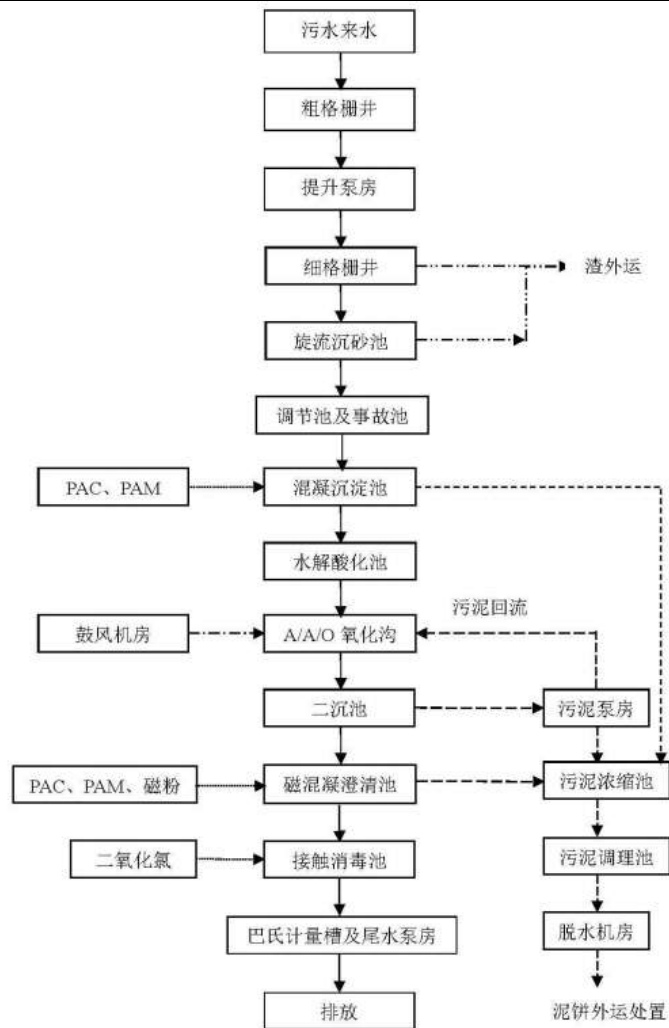 污水来水
粗格栅井
提升泵房
细格栅井
渣外运
旋流沉砂池
调节池及事故池
PAC、PAM
混凝沉淀池
水解酸化池
污泥回流
鼓风机房
A/A/O 氧化沟
二沉池
污泥泵房
PAC、PAM、磁粉
磁混凝澄清池
污泥浓缩池
二氧化氯
接触消毒池
污泥调理池
巴氏计量槽及尾水泵房
脱水机房
排放
泥饼外运处置